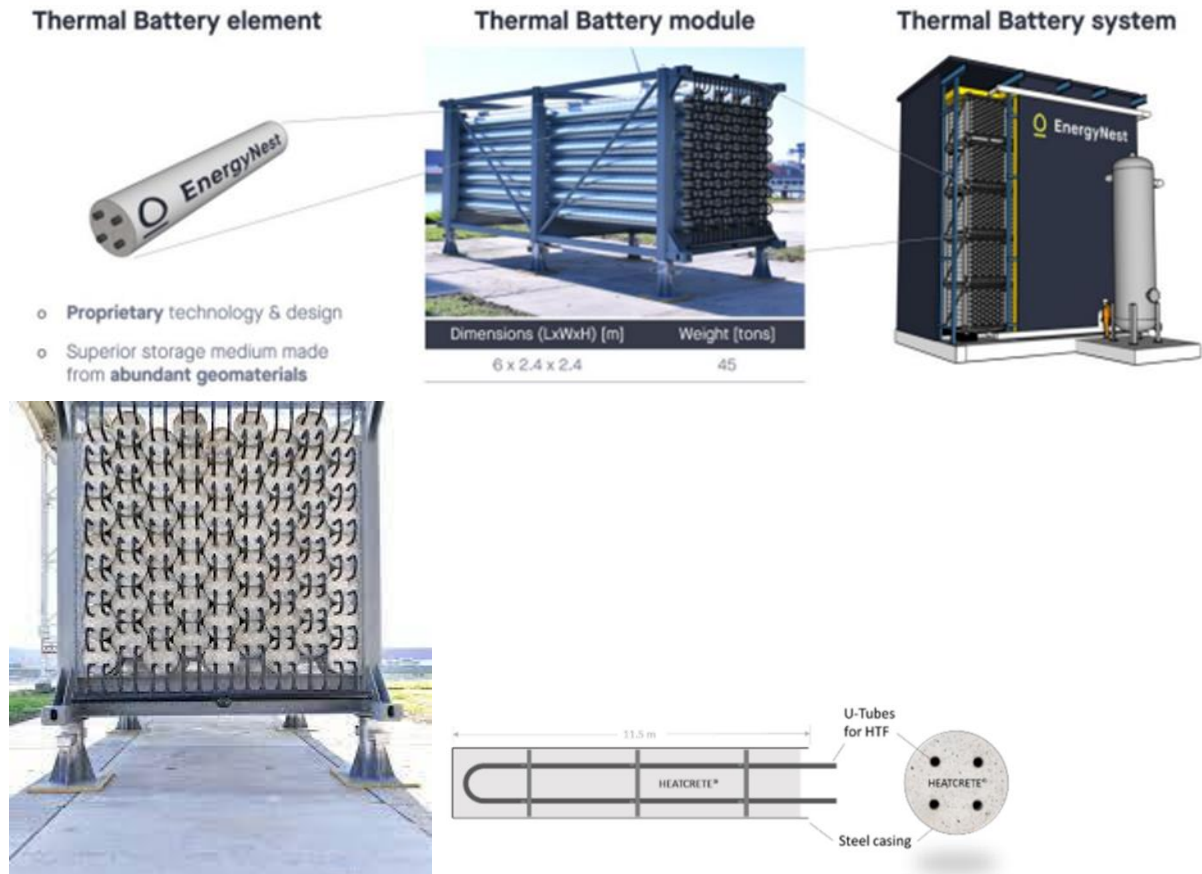 Thermal Battery element
Thermal Battery module
Thermal Battery system
EnergyNest
EnergyNest
Proprietary technology & design
Superior storage medium made
from abundant geomaterials
Dimensions (LxWxH) [m]
Weight [tons]
6 x 2.4 x 2.4
45
11.5 m
U-Tubes
for HTF
HEATCRETE®
HEATCRETE®
Steel casing